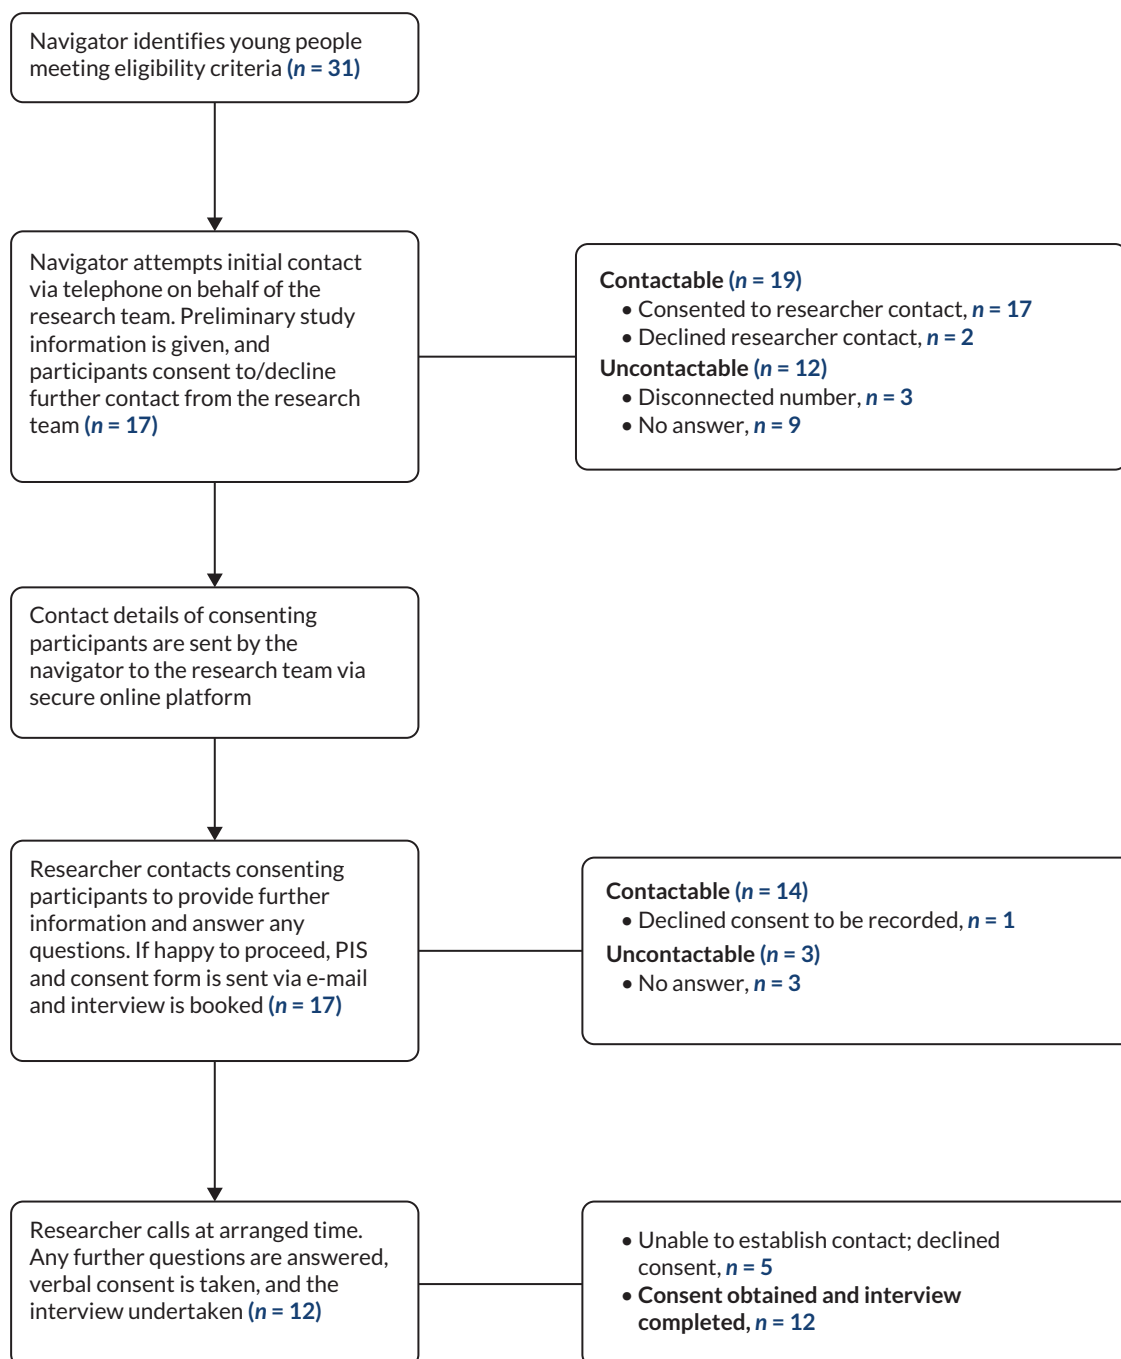 Navigator identifies young people
meeting eligibility criteria (n = 31)
Navigator attempts initial contact
via telephone on behalf of the
research team. Preliminary study
information is given, and
participants consent to/decline
further contact from the research
team (n = 17)
Contactable (n = 19)
• Consented to researcher contact, n = 17
• Declined researcher contact, n = 2
Uncontactable (n = 12)
• Disconnected number, n = 3
• No answer, n = 9
Contact details of consenting
participants are sent by the
navigator to the research team via
secure online platform
Researcher contacts consenting
participants to provide further
information and answer any
questions. If happy to proceed, PIS
and consent form is sent via e-mail
and interview is booked (n = 17)
Contactable (n = 14)
• Declined consent to be recorded, n = 1
Uncontactable (n = 3)
• No answer, n = 3
Researcher calls at arranged time.
Any further questions are answered,
verbal consent is taken, and the
interview undertaken (n = 12)
• Unable to establish contact; declined
consent, n = 5
• Consent obtained and interview
completed, n = 12